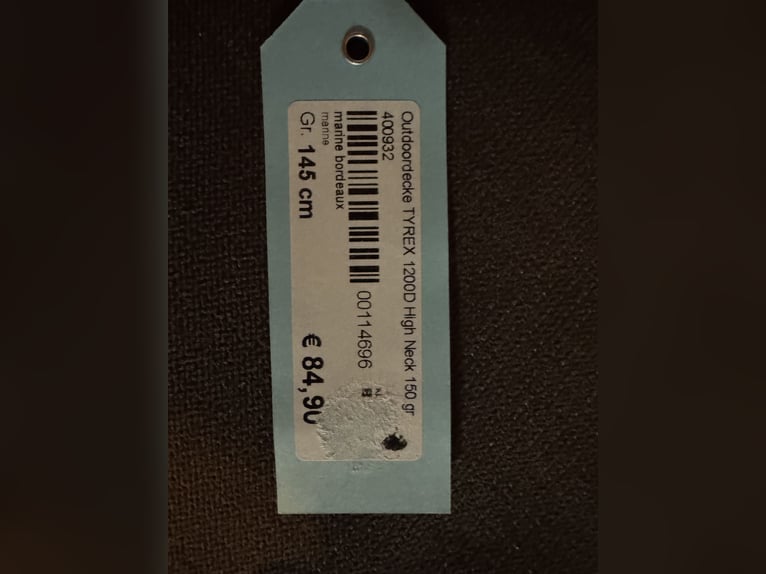 Outdoordecke TYREX 1200D High Neck 150 gr
400932
00114696
marine bordeaux
marine
Gr. 145 cm
€ 84,90